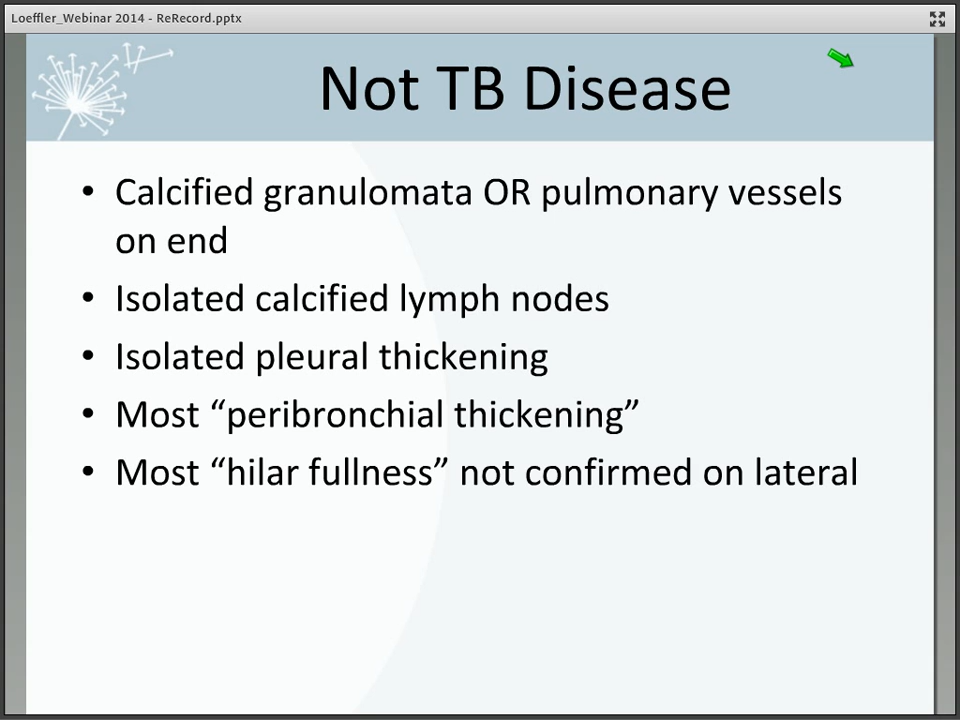 Loeffler_Webinar 2014 - ReRecord.pptx
Not TB Disease
• Calcified granulomata OR pulmonary vessels
on end
• Isolated calcified lymph nodes
• Isolated pleural thickening
• Most “peribronchial thickening”
• Most “hilar fullness” not confirmed on lateral